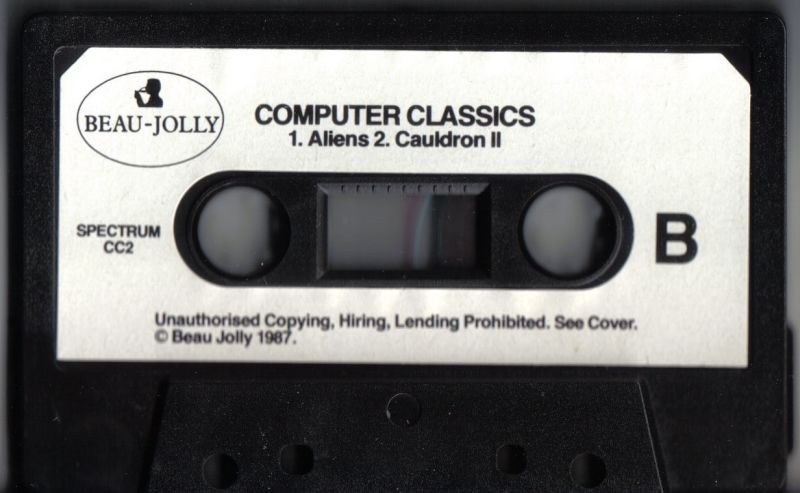 BEAU-JOLLY
COMPUTER CLASSICS
1. Aliens 2. Cauldron II
SPECTRUM
CC2
B
Unauthorised Copying, Hiring, Lending Prohibited. See Cover.
© Beau Jolly 1987.